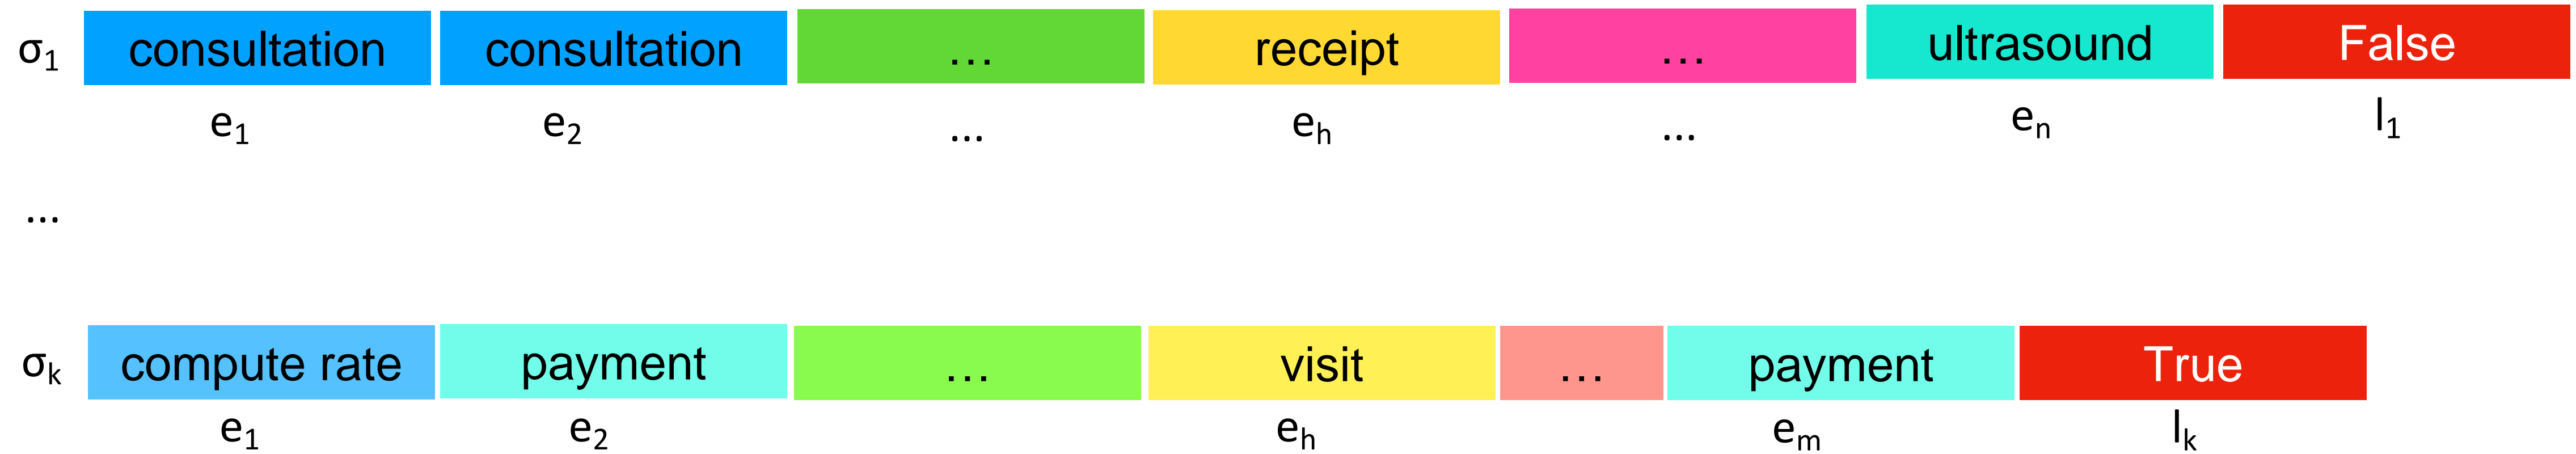 σ1 consultation consultation ... receipt ... ultrasound False
e1 e2 ... eh ... en l1
...
σk compute rate payment ... visit ... payment True
e1 e2 eh em lk